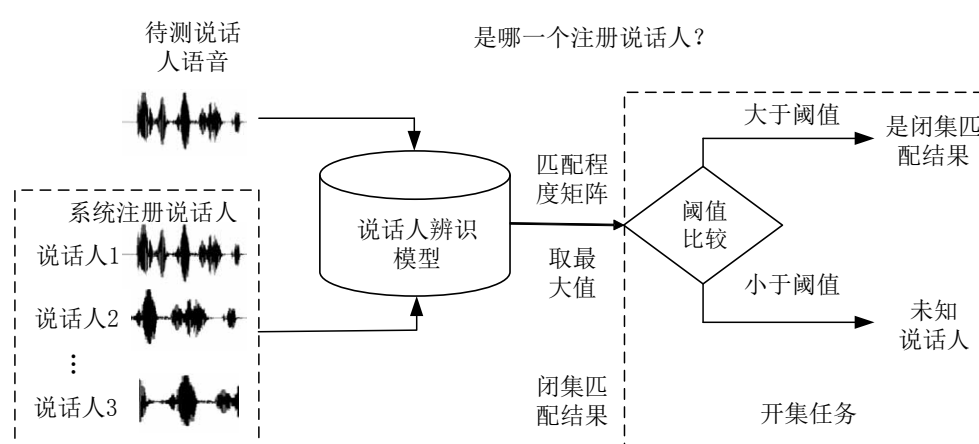 待测说话
人语音
是哪一个注册说话人?
大于阈值
是闭集匹
配结果
匹配程
度矩阵
系统注册说话人
说话人1
说话人辨识
模型
阈值
比较
取最
大值
小于阈值
说话人2
未知
说话人
⋮
说话人3
闭集匹
配结果
开集任务